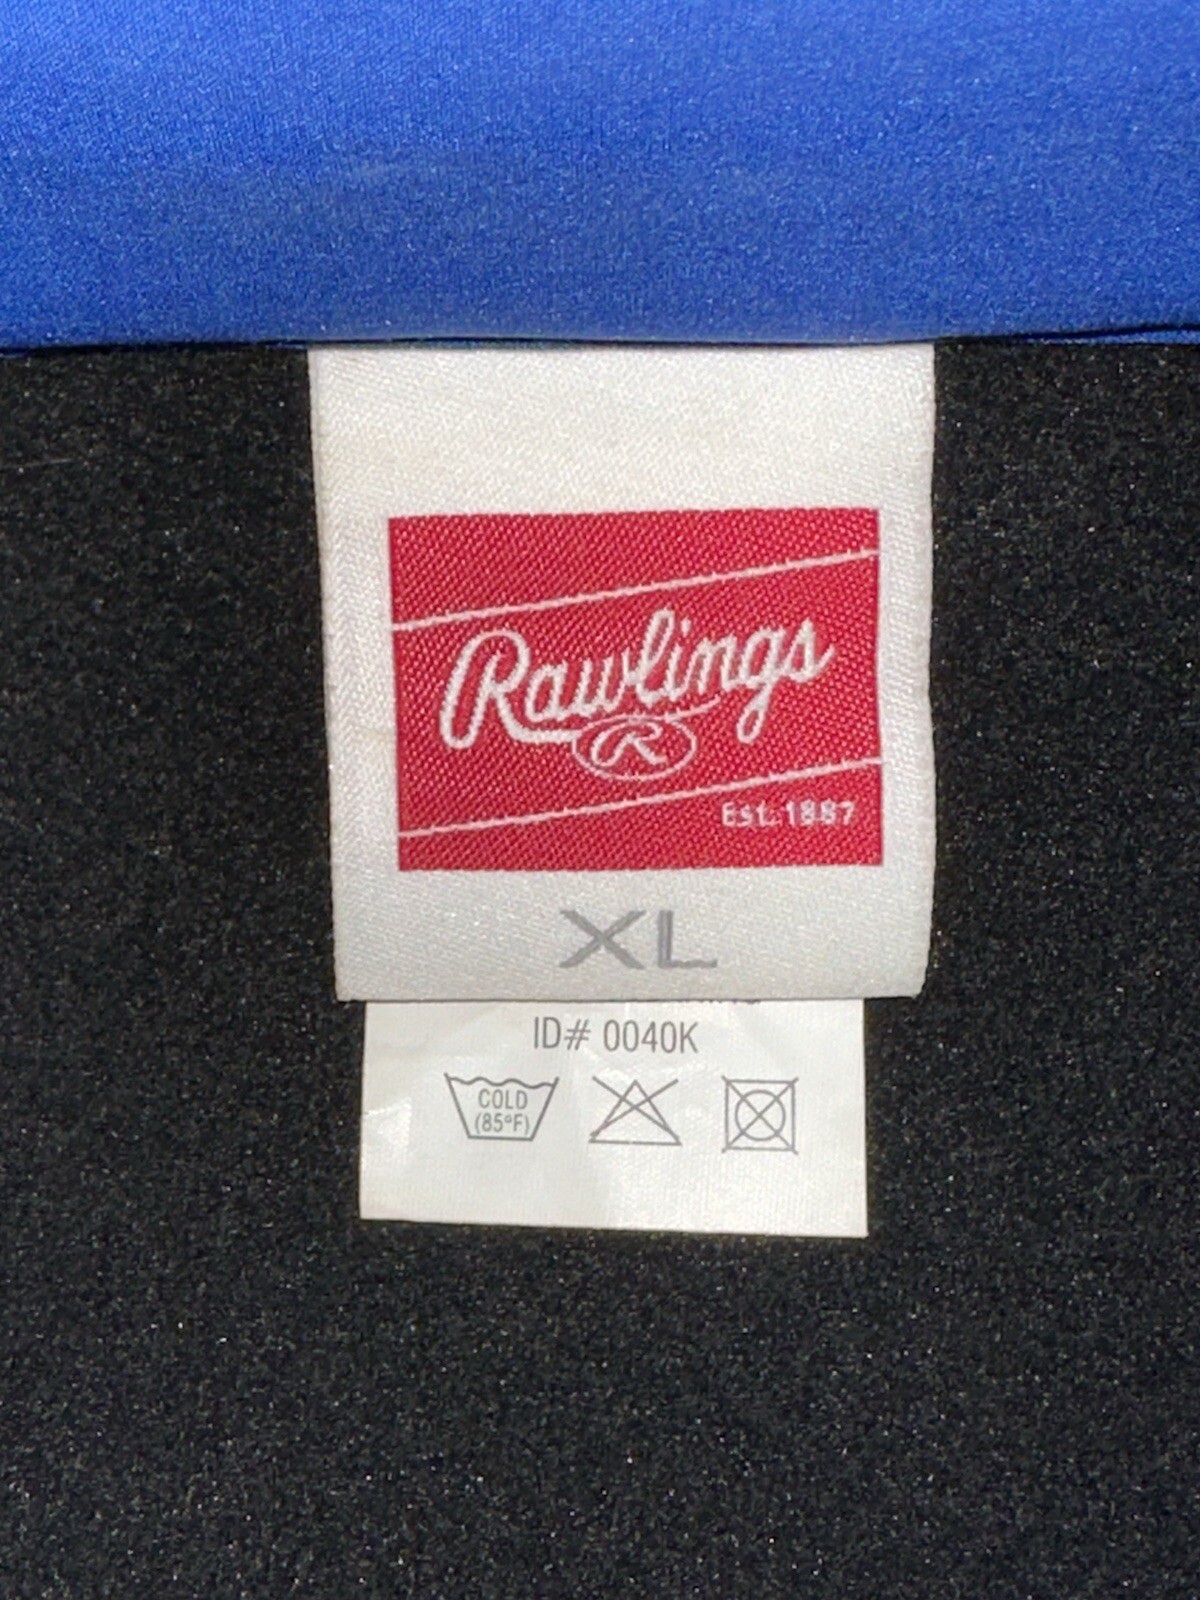 Rawlings
R
Est. 1887
XL
ID# 0040K
COLD
(85°F)